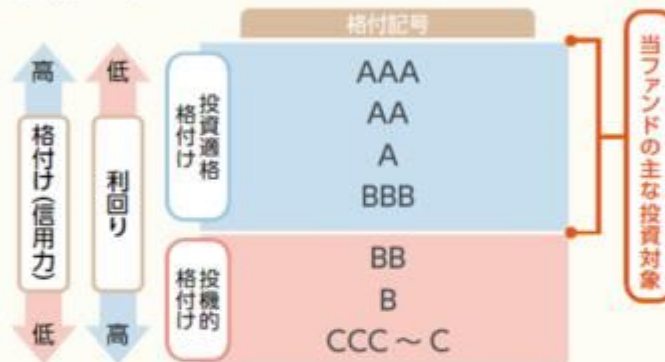 格付記号
高
低
格付け(信用力)
利回り
低
高
投資適格
格付け
AAA
AA
A
BBB
投機的
格付け
BB
B
CCC ～ C
当ファンドの主な投資対象